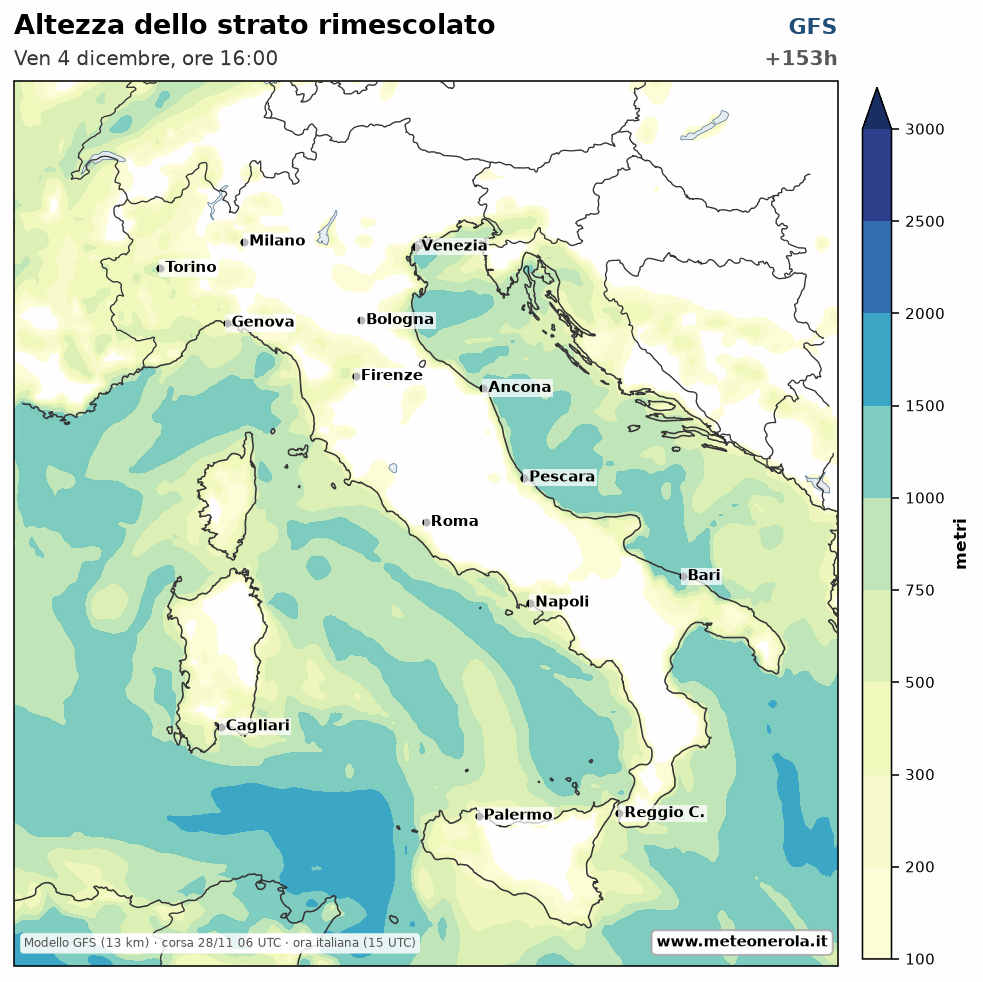 Altezza dello strato rimescolato
GFS
Ven 4 dicembre, ore 16:00
+153h
3000
2500
2000
1500
1000
750
500
300
200
100
metri
Milano
Venezia
Torino
Genova
Bologna
Firenze
Ancona
Pescara
Roma
Bari
Napoli
Cagliari
Palermo
Reggio C.
Modello GFS (13 km) · corsa 28/11 06 UTC · ora italiana (15 UTC)
www.meteonerola.it